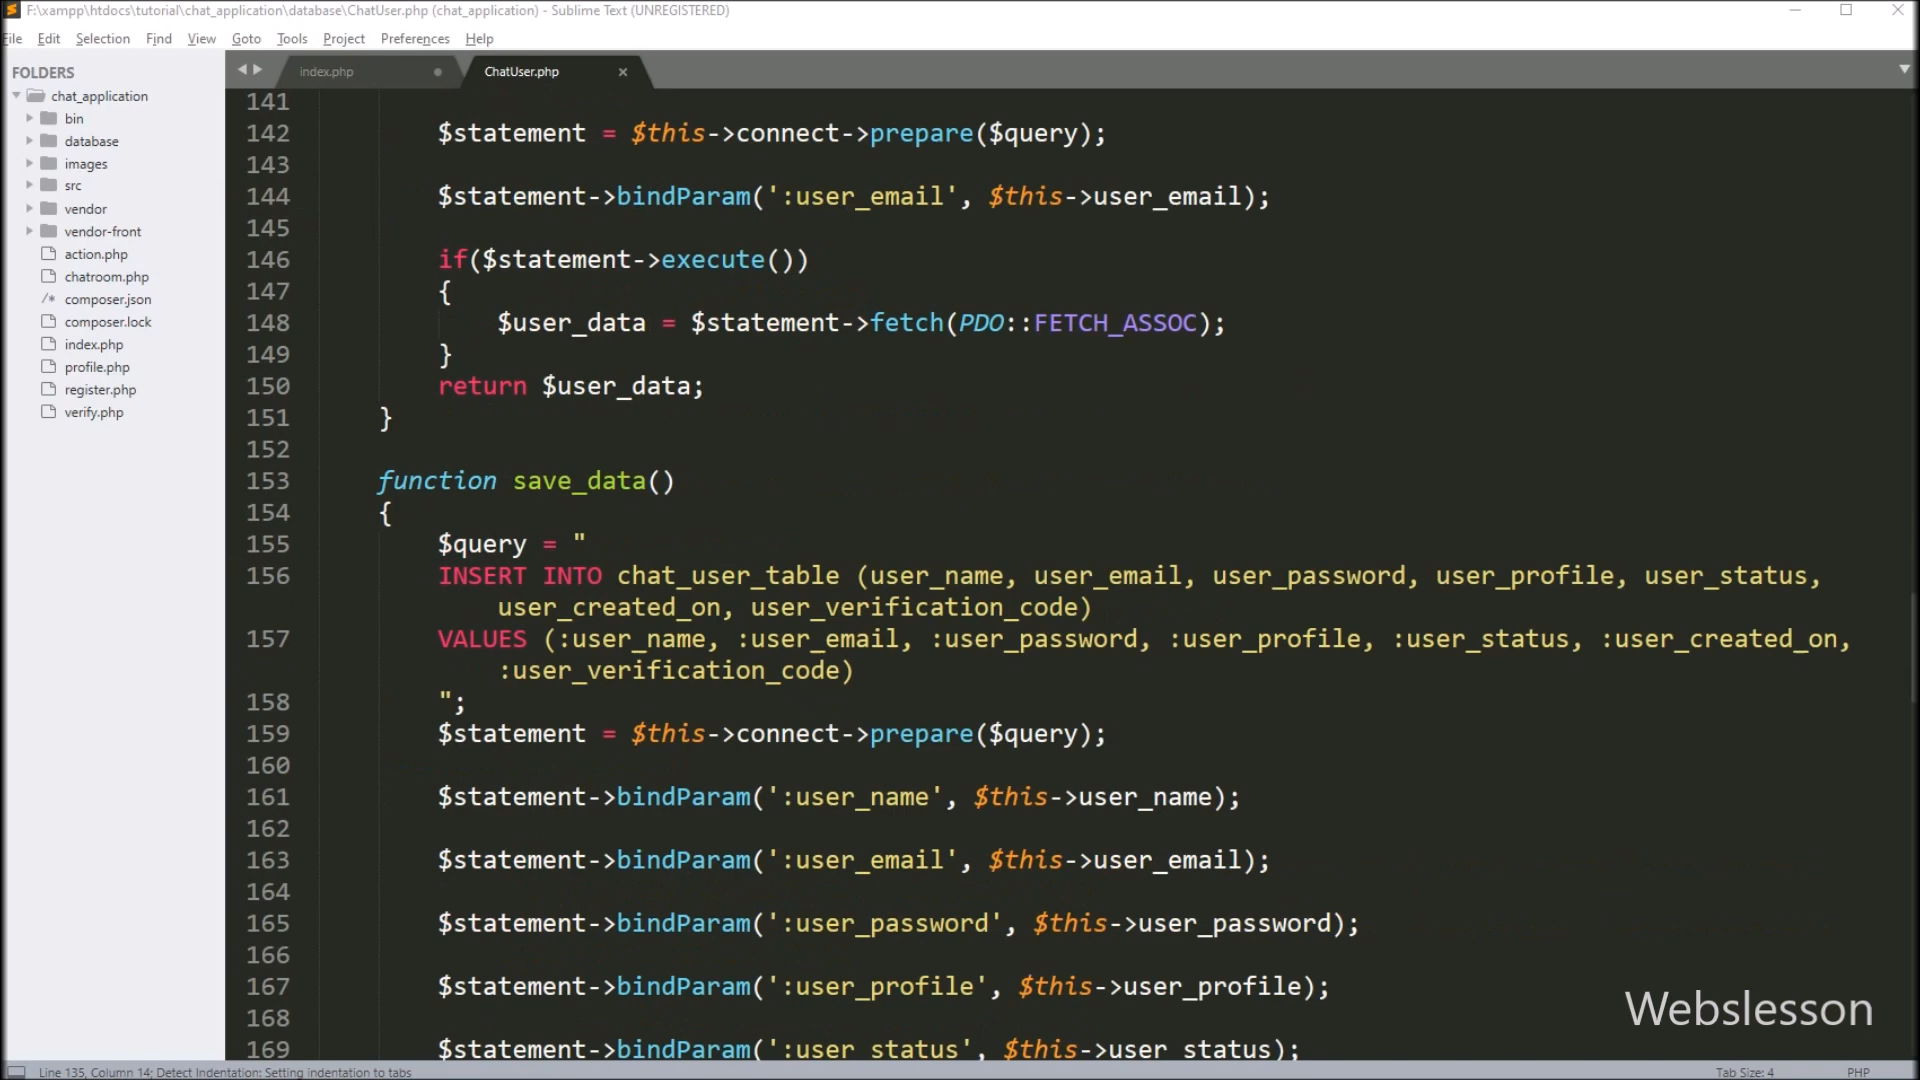 F:\xampp\htdocs\tutorial\chat_application\database\ChatUser.php (chat_application) - Sublime Text (UNREGISTERED)
File Edit Selection Find View Goto Tools Project Preferences Help
FOLDERS
chat_application
bin
database
images
src
vendor
vendor-front
action.php
chatroom.php
/* composer.json
composer.lock
index.php
profile.php
register.php
verify.php
index.php
ChatUser.php
141
142 $statement = $this->connect->prepare($query);
143
144 $statement->bindParam(':user_email', $this->user_email);
145
146 if($statement->execute())
147 {
148 $user_data = $statement->fetch(PDO::FETCH_ASSOC);
149 }
150 return $user_data;
151 }
152
153 function save_data()
154 {
155 $query = "
156 INSERT INTO chat_user_table (user_name, user_email, user_password, user_profile, user_status,
user_created_on, user_verification_code)
157 VALUES (:user_name, :user_email, :user_password, :user_profile, :user_status, :user_created_on,
:user_verification_code)
158 ";
159 $statement = $this->connect->prepare($query);
160
161 $statement->bindParam(':user_name', $this->user_name);
162
163 $statement->bindParam(':user_email', $this->user_email);
164
165 $statement->bindParam(':user_password', $this->user_password);
166
167 $statement->bindParam(':user_profile', $this->user_profile);
168
169 $statement->bindParam(':user_status', $this->user_status);
Webslesson
Line 135, Column 14; Detect Indentation: Setting indentation to tabs
Tab Size: 4
PHP